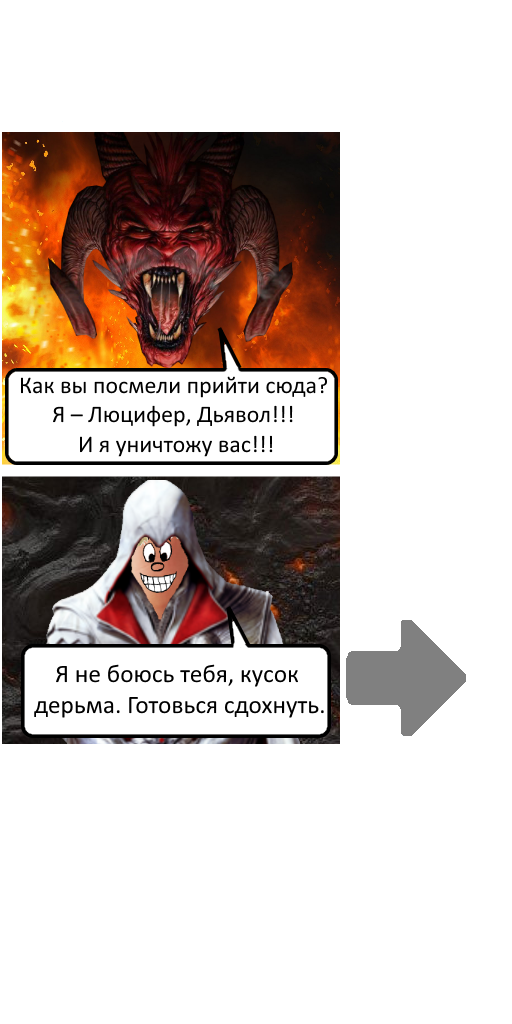 Как вы посмели прийти сюда?
Я – Люцифер, Дьявол!!!
И я уничтожу вас!!!
Я не боюсь тебя, кусок
дерьма. Готовься сдохнуть.